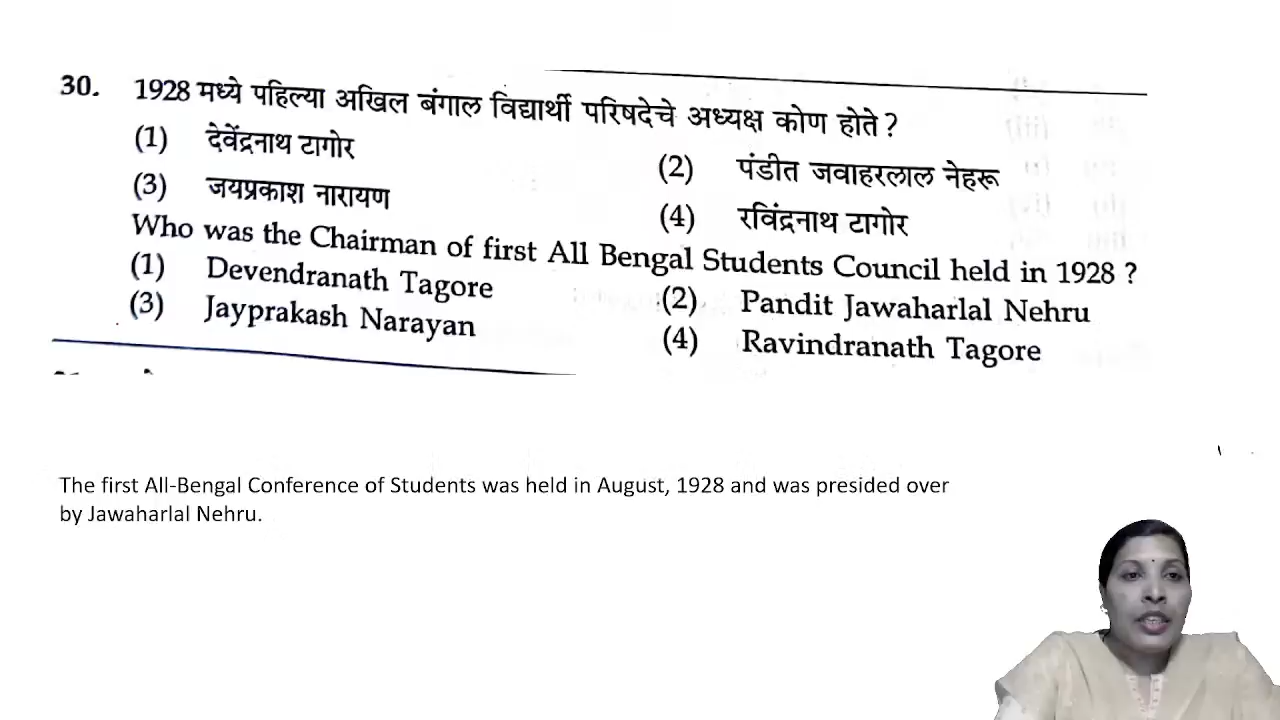 30. 1928 मध्ये पहिल्या अखिल बंगाल विद्यार्थी परिषदेचे अध्यक्ष कोण होते ?
(1) देवेंद्रनाथ टागोर (2) पंडीत जवाहरलाल नेहरू
(3) जयप्रकाश नारायण (4) रविंद्रनाथ टागोर
Who was the Chairman of first All Bengal Students Council held in 1928 ?
(1) Devendranath Tagore (2) Pandit Jawaharlal Nehru
(3) Jayprakash Narayan (4) Ravindranath Tagore
The first All-Bengal Conference of Students was held in August, 1928 and was presided over
by Jawaharlal Nehru.